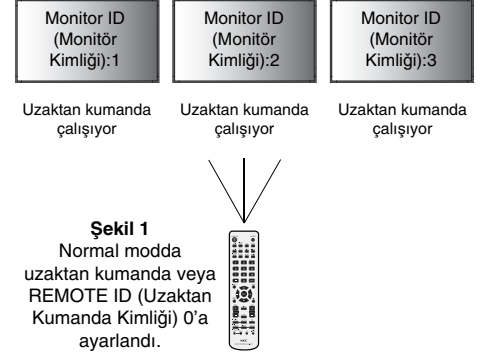 Monitor ID
(Monitör
Kimliği):1
Monitor ID
(Monitör
Kimliği):2
Monitor ID
(Monitör
Kimliği):3
Uzaktan kumanda
çalışıyor
Uzaktan kumanda
çalışıyor
Uzaktan kumanda
çalışıyor
Şekil 1
Normal modda
uzaktan kumanda veya
REMOTE ID (Uzaktan
Kumanda Kimliği) 0'a
ayarlandı.
NEC